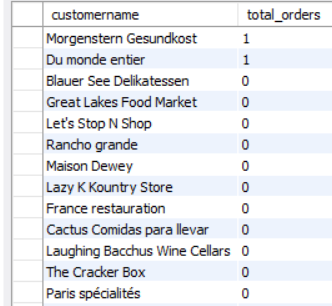 customername total_orders
Morgenstern Gesundkost 1
Du monde entier 1
Blauer See Delikatessen 0
Great Lakes Food Market 0
Let's Stop N Shop 0
Rancho grande 0
Maison Dewey 0
Lazy K Kountry Store 0
France restauration 0
Cactus Comidas para llevar 0
Laughing Bacchus Wine Cellars 0
The Cracker Box 0
Paris spécialités 0